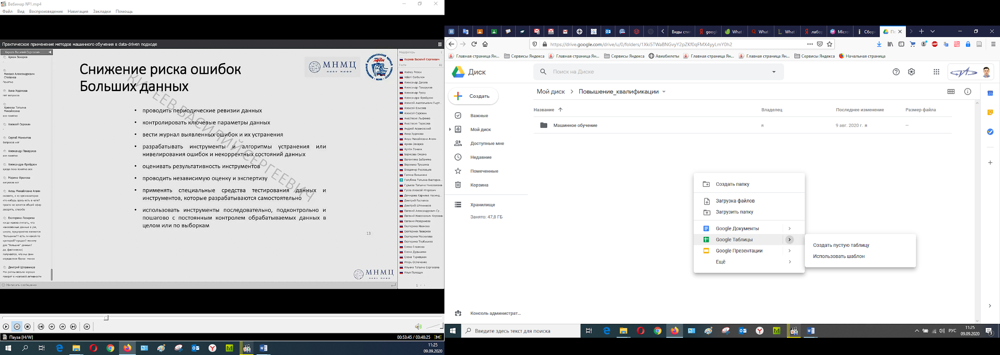 Вебинар №1.mp4
Файл Вид Воспроизведение Навигация Закладки Помощь
Практическое применение методов машинного обучения в data-driven подходе
Киреев Василий Сергеевич
Ариан Захаров
-
Михаил Александрович
Степанов
Понятно
Анна Худякова
Нет вопросов
Хренова Татьяна
Михайловна
все понятно
Алексей Сорокин
-
Сергей Мамонтов
Вопросов нет
Александр Пахаруков
все понятно
Александра Фрейдзон
вроде пока понятно все
Марина Фролова
вопросов нет
Ануш Михайловна Атаян
скажите, а из организаторов
кто-нибудь здесь есть в чате?
просто не хочется общий эфир
засорять, спасибо
Екатерина Лазарева
когда можно считать, что
накопленные данные в узе,
школе, предприятия являются
"большими"? есть ли какой-то
критерий? предел? миниму
для "больших" данных?
да, фактически)
получается, что мы сами
определяем более -менее
Дмитрий Штенников
Мю ритмы весьма хорошо
говорят о мозговой активности
Написать сообщение
Снижение риска ошибок
Больших данных
МНМЦ
НИЯУ МИФИ
КИРЕЕВ ВАСИЛИЙ СЕРГЕЕВИЧ
• проводить периодические ревизии данных
• контролировать ключевые параметры данных
• вести журнал выявленных ошибок и их устранения
• разрабатывать инструменты и алгоритмы устранения или
нивелирования ошибок и некорректных состояний данных
• оценивать результативность инструментов
• проводить независимую оценку и экспертизу
• применять специальные средства тестирования данных и
инструментов, которые разрабатываются самостоятельно
• использовать инструменты последовательно, подконтрольно и
пошагово с постоянным контролем обрабатываемых данных в
целом или по выборкам
13
МНМЦ
НИЯУ МИФИ
Модераторы 1
Киреев Василий Сергеевич
Гости 82
Andrey Petrov
Valerii Gorbunov
Александр Дагаев
Александр Пахаруков
Александр Руссу
Александра Фрейдзон
Алексей Анатольевич Тырт...
Алексей Елисеев
Алексей Сорокин
Анастасия Лыфенко
Анастасия Тарасова
Андрей Аграновский
Анна Худякова
Ануш Михайловна Атаян
Ариан Захаров
Артём Тонких
Борисова Оксана
Валентина Бабанина
Вероника Трушина
Владимир Рословцев
Галина Ванькина
Голубева Татьяна Викторов...
Гурьева Татьяна Николаевна
Гусев Алексей Игоревич
Демидова Карнина Насинд...
Дмитрий Распопов
Дмитрий Штенников
Евгений Александрович Су...
Евгений Николаевич Коровин
Евгения Резединова
Екатерина Иванова
Екатерина Лазарева
Екатерина Москалева
Екатерина Тербушева
Елена Глазкова
Елена Дудышева
Елена Турнецкая
Игорь Остюченко
Ильина Татьяна Сергеевна
Илья Полещук
1 / 3
Пауза [H/W]
00:53:45 / 03:48:25
11:25
09.09.2020
Виды сти
goog
What
What i
What
лабор
Micro
Сбор
По
https://drive.google.com/drive/u/0/folders/1Xki5TWaBNGvyY2pZKf0qFMX4yyLmY0h2
Главная страница Ян... Сервисы Яндекса Главная страница Ян... Сервисы Яндекса Авиабилеты Главная страница Ян... Главная страница Ян... Сервисы Яндекса Начальная страница
Диск
Поиск на Диске
Создать
Мой диск > Повышение_квалификации
Название Владелец Последнее изменение Размер файла
Машинное обучение я 9 авг. 2020 г. я –
Важные
Мой диск
Доступные мне
Недавние
Помеченные
Корзина
Хранилище
Занято: 47,8 ГБ
Консоль администрат...
Создать папку
Загрузка файлов
Загрузить папку
Google Документы
Google Таблицы
Google Презентации
Ещё
Создать пустую таблицу
Использовать шаблон
Введите здесь текст для поиска
РУС
11:25
09.09.2020